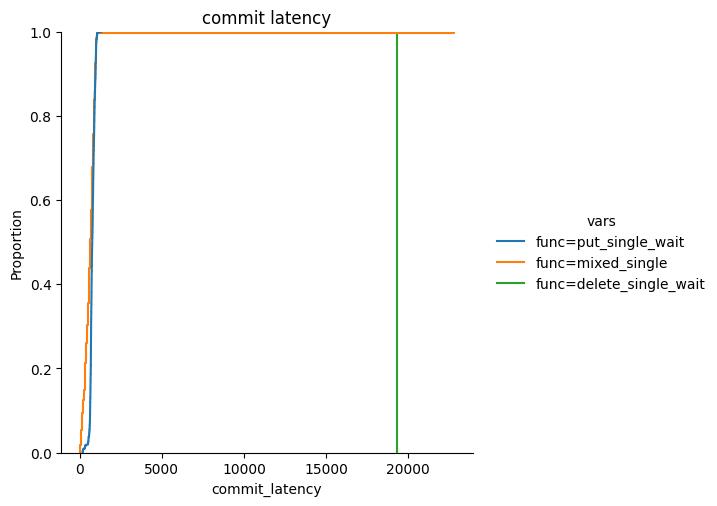 commit latency
1.0
0.8
0.6
0.4
0.2
0.0
Proportion
0
5000
10000
15000
20000
commit_latency
vars
func=put_single_wait
func=mixed_single
func=delete_single_wait